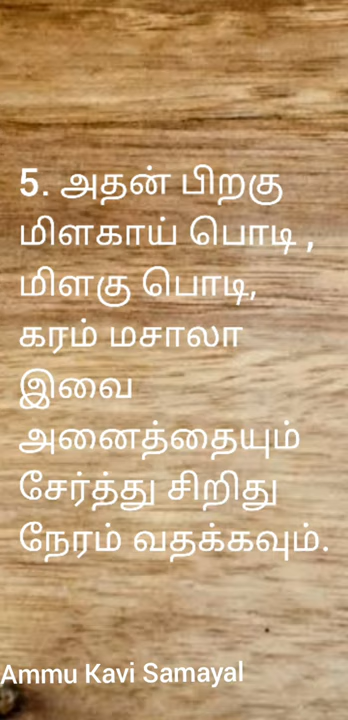 5. அதன் பிறகு
மிளகாய் பொடி ,
மிளகு பொடி,
கரம் மசாலா
இவை
அனைத்தையும்
சேர்த்து சிறிது
நேரம் வதக்கவும்.
Ammu Kavi Samayal